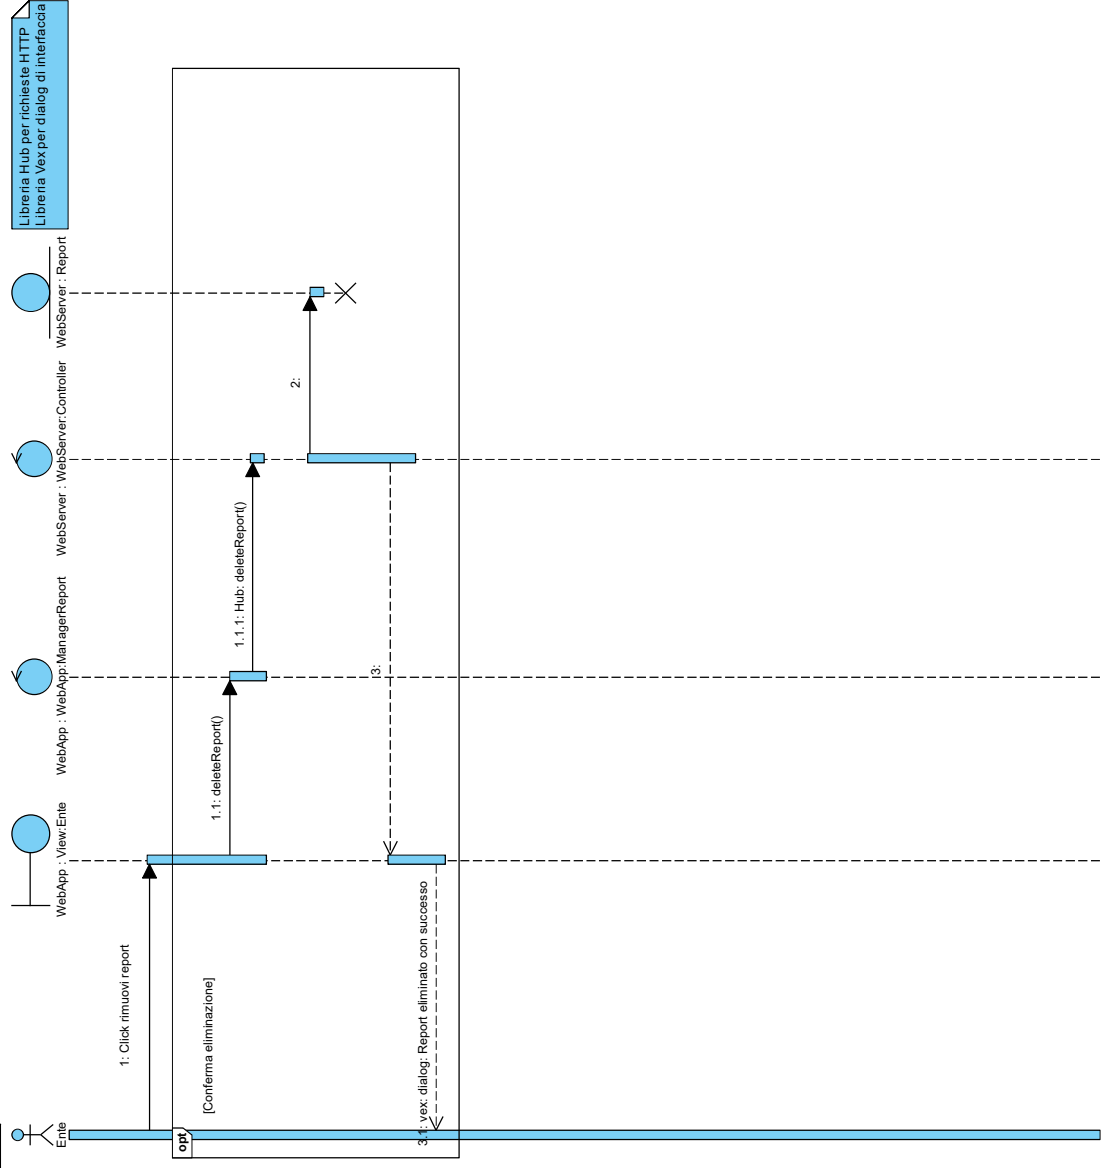 Ente
WebApp : View:Ente
WebApp : WebApp:ManagerReport
WebServer : WebServer:Controller
WebServer : Report
Libreria Hub per richieste HTTP
Libreria Vex per dialog di interfaccia
1: Click rimuovi report
opt
[Conferma eliminazione]
1.1: deleteReport()
1.1.1: Hub: deleteReport()
2:
3:
3.1: vex: dialog: Report eliminato con successo